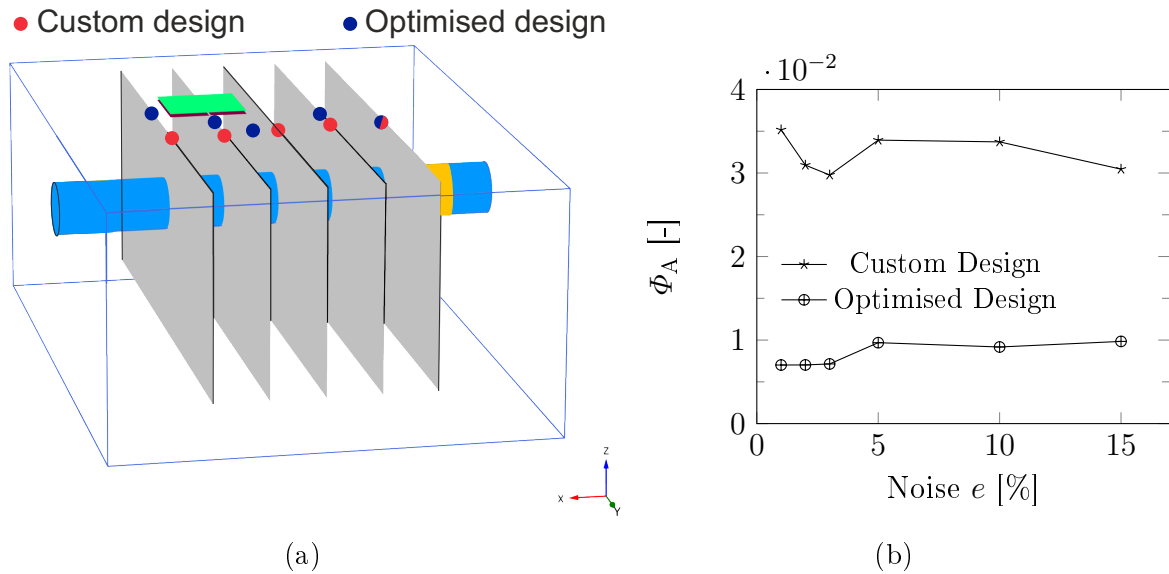 Custom design
Optimised design
Z
X
Y
(a)
· 10⁻²
4
3
2
1
0
Φ_A [-]
Custom Design
Optimised Design
0 5 10 15
Noise e [%]
(b)